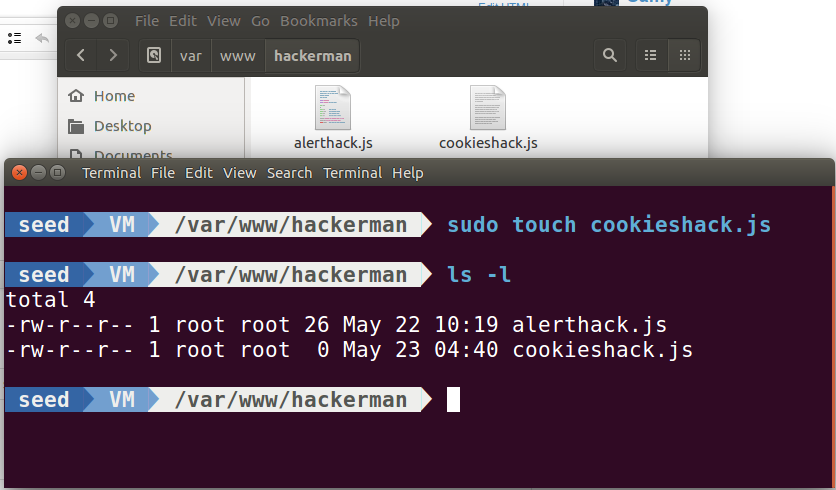 File Edit View Go Bookmarks Help
var www hackerman
Home
Desktop
Documents
alerthack.js cookieshack.js
Terminal File Edit View Search Terminal Help
seed VM /var/www/hackerman sudo touch cookieshack.js
seed VM /var/www/hackerman ls -l
total 4
-rw-r--r-- 1 root root 26 May 22 10:19 alerthack.js
-rw-r--r-- 1 root root  0 May 23 04:40 cookieshack.js
seed VM /var/www/hackerman